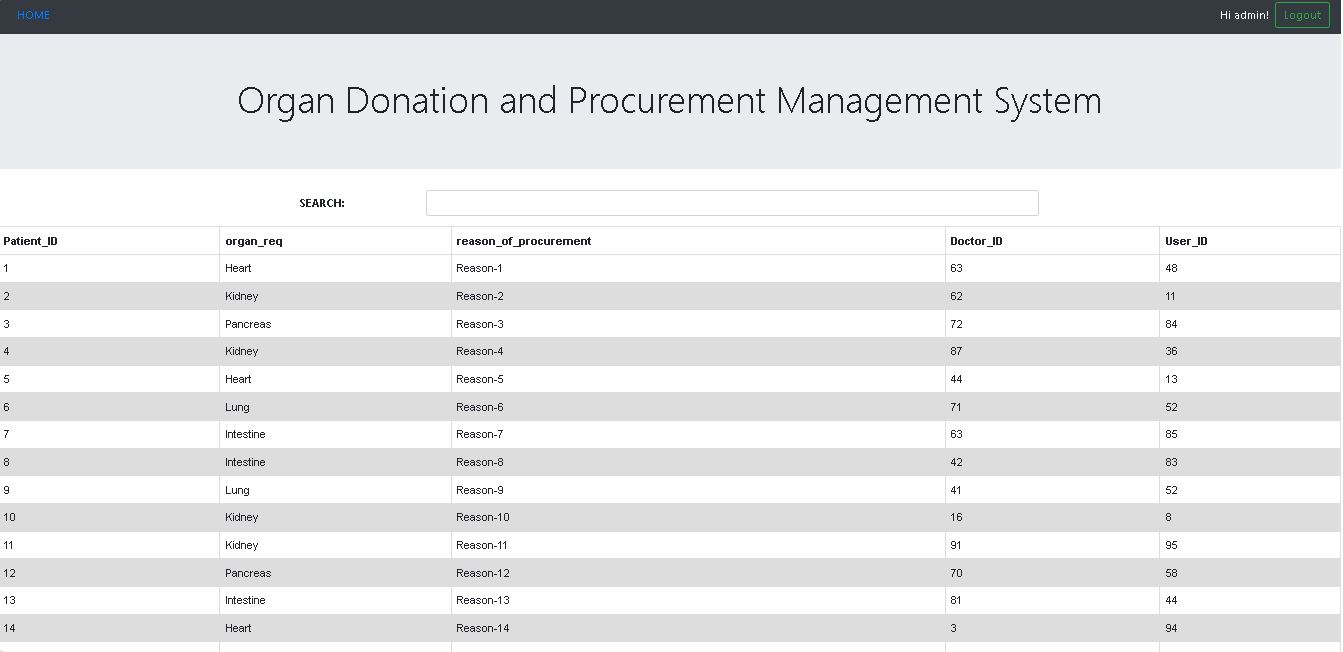 HOME Hi admin! Logout
Organ Donation and Procurement Management System
SEARCH:
Patient_ID organ_req reason_of_procurement Doctor_ID User_ID
1 Heart Reason-1 63 48
2 Kidney Reason-2 62 11
3 Pancreas Reason-3 72 84
4 Kidney Reason-4 87 36
5 Heart Reason-5 44 13
6 Lung Reason-6 71 52
7 Intestine Reason-7 63 85
8 Intestine Reason-8 42 83
9 Lung Reason-9 41 52
10 Kidney Reason-10 16 8
11 Kidney Reason-11 91 95
12 Pancreas Reason-12 70 58
13 Intestine Reason-13 81 44
14 Heart Reason-14 3 94